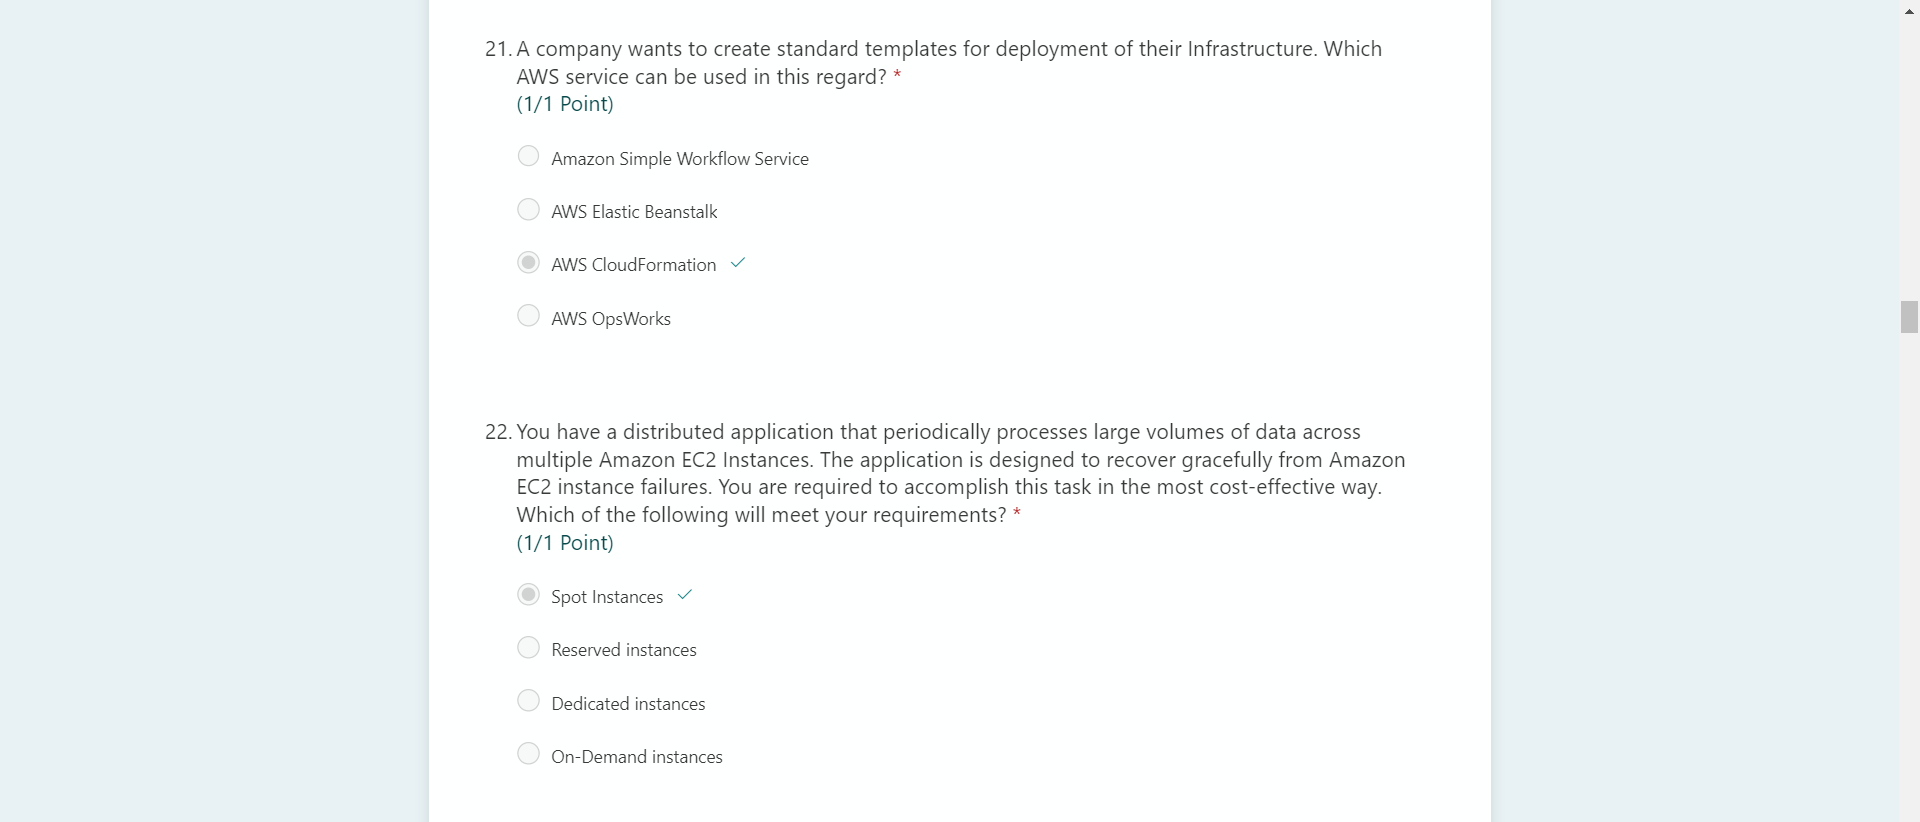 21. A company wants to create standard templates for deployment of their Infrastructure. Which
AWS service can be used in this regard? *
(1/1 Point)
Amazon Simple Workflow Service
AWS Elastic Beanstalk
AWS CloudFormation
AWS OpsWorks
22. You have a distributed application that periodically processes large volumes of data across
multiple Amazon EC2 Instances. The application is designed to recover gracefully from Amazon
EC2 instance failures. You are required to accomplish this task in the most cost-effective way.
Which of the following will meet your requirements? *
(1/1 Point)
Spot Instances
Reserved instances
Dedicated instances
On-Demand instances